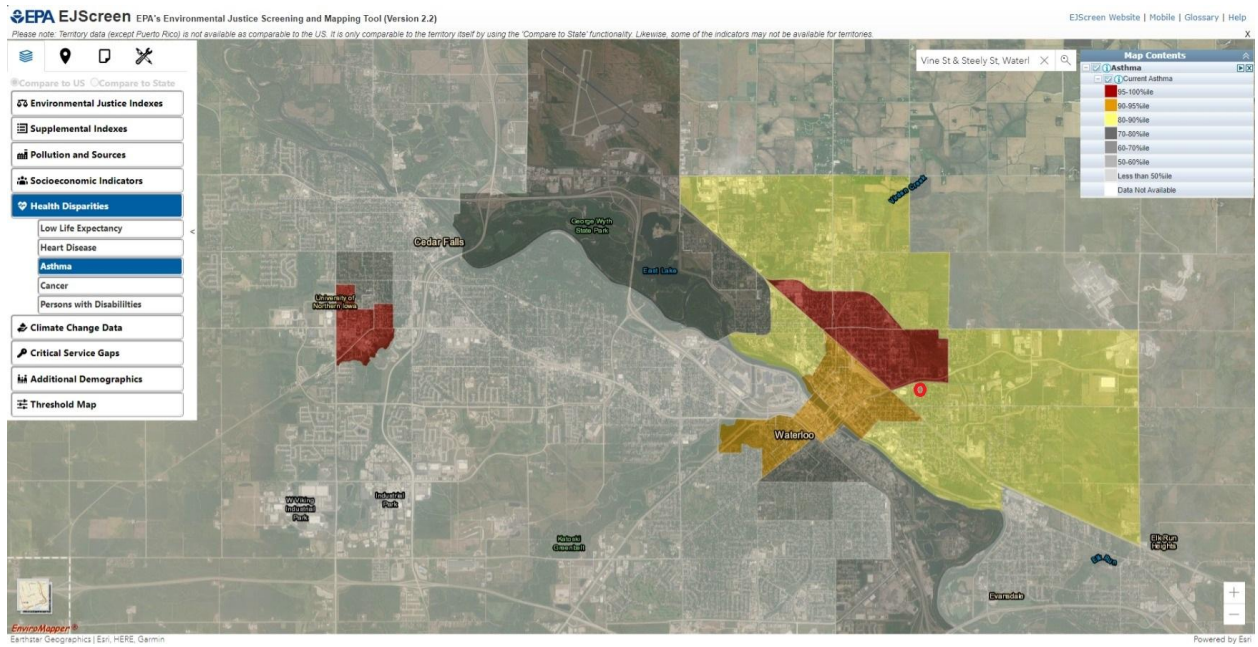 EPA EJScreen EPA's Environmental Justice Screening and Mapping Tool (Version 2.2)
EJScreen Website | Mobile | Glossary | Help
Please note: Territory data (except Puerto Rico) is not available as comparable to the US. It is only comparable to the territory itself by using the 'Compare to State' functionality. Likewise, some of the indicators may not be available for territories.
X
Compare to US Compare to State
Environmental Justice Indexes
Supplemental Indexes
Pollution and Sources
Socioeconomic Indicators
Health Disparities
Low Life Expectancy
Heart Disease
Asthma
Cancer
Persons with Disabilities
Climate Change Data
Critical Service Gaps
Additional Demographics
Threshold Map
<
Vine St & Steely St, Waterl
Map Contents
Asthma
Current Asthma
95-100%ile
90-95%ile
80-90%ile
70-80%ile
60-70%ile
50-60%ile
Less than 50%ile
Data Not Available
Virden Creek
George Wyth
State Park
Cedar Falls
East Lake
University of
Northern Iowa
Waterloo
W Viking
Industrial
Park
Industrial
Park
Katoski
Greenbelt
Elk Run
Heights
Elk Run
Evansdale
EnviroMapper
Earthstar Geographics | Esri, HERE, Garmin
Powered by Esri